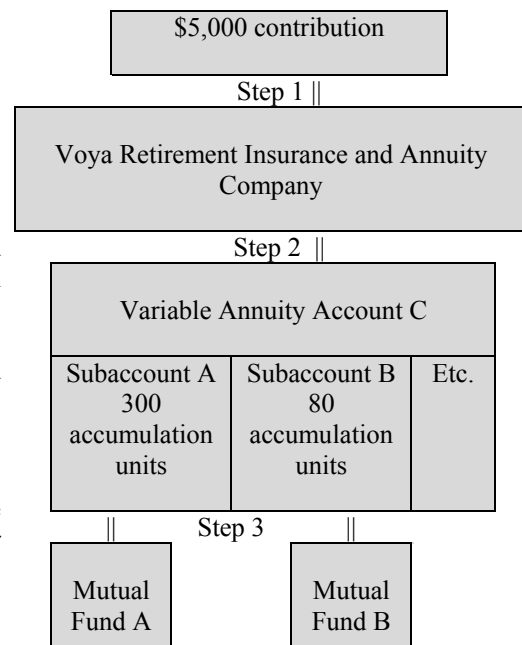 $5,000 contribution
Step 1 ||
Voya Retirement Insurance and Annuity
Company
Step 2 ||
Variable Annuity Account C
Subaccount A
300
accumulation
units
Subaccount B
80
accumulation
units
Etc.
|| Step 3 ||
Mutual
Fund A
Mutual
Fund B